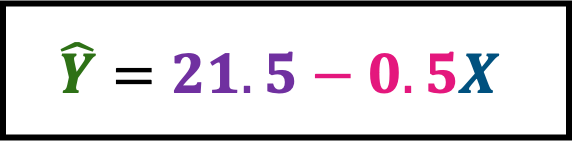 Ŷ = 21.5 − 0.5X